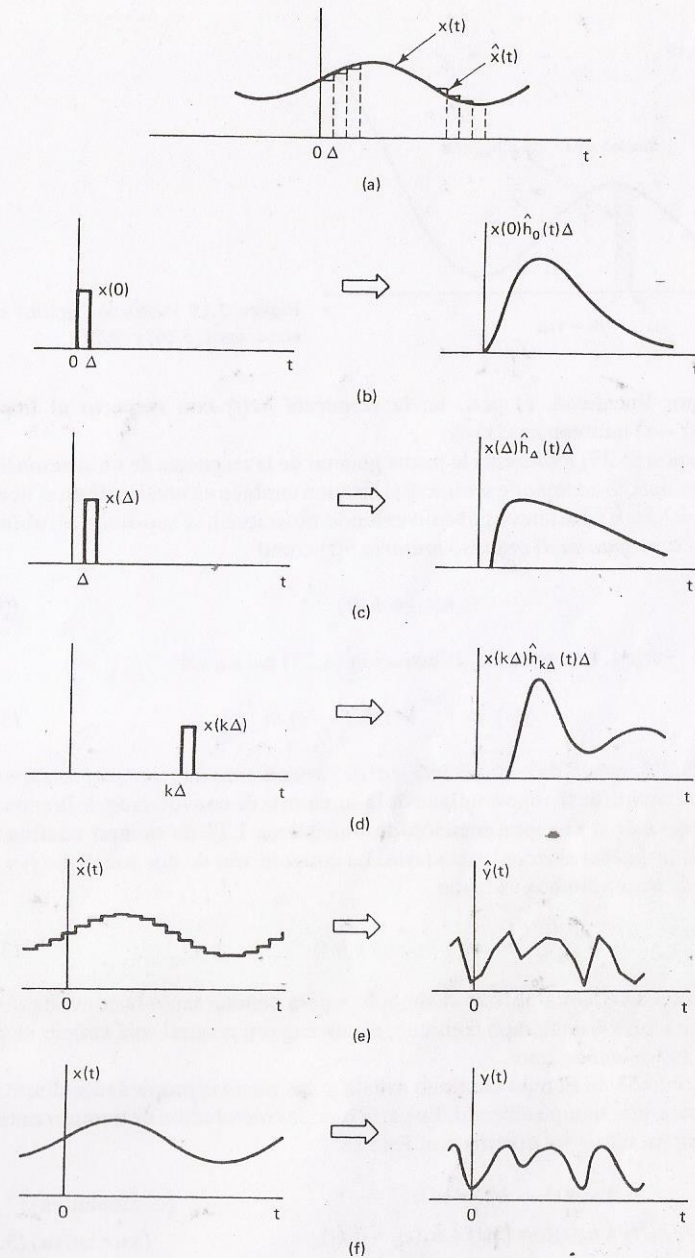 x(t)
x̂(t)
0 Δ
t
(a)
x(0)
0 Δ
t
x(0)ĥ₀(t)Δ
t
(b)
x(Δ)
Δ
t
x(Δ)ĥ_Δ(t)Δ
t
(c)
x(kΔ)
kΔ
t
x(kΔ)ĥ_kΔ(t)Δ
t
(d)
x̂(t)
0
t
ŷ(t)
0
t
(e)
x(t)
0
t
y(t)
0
t
(f)